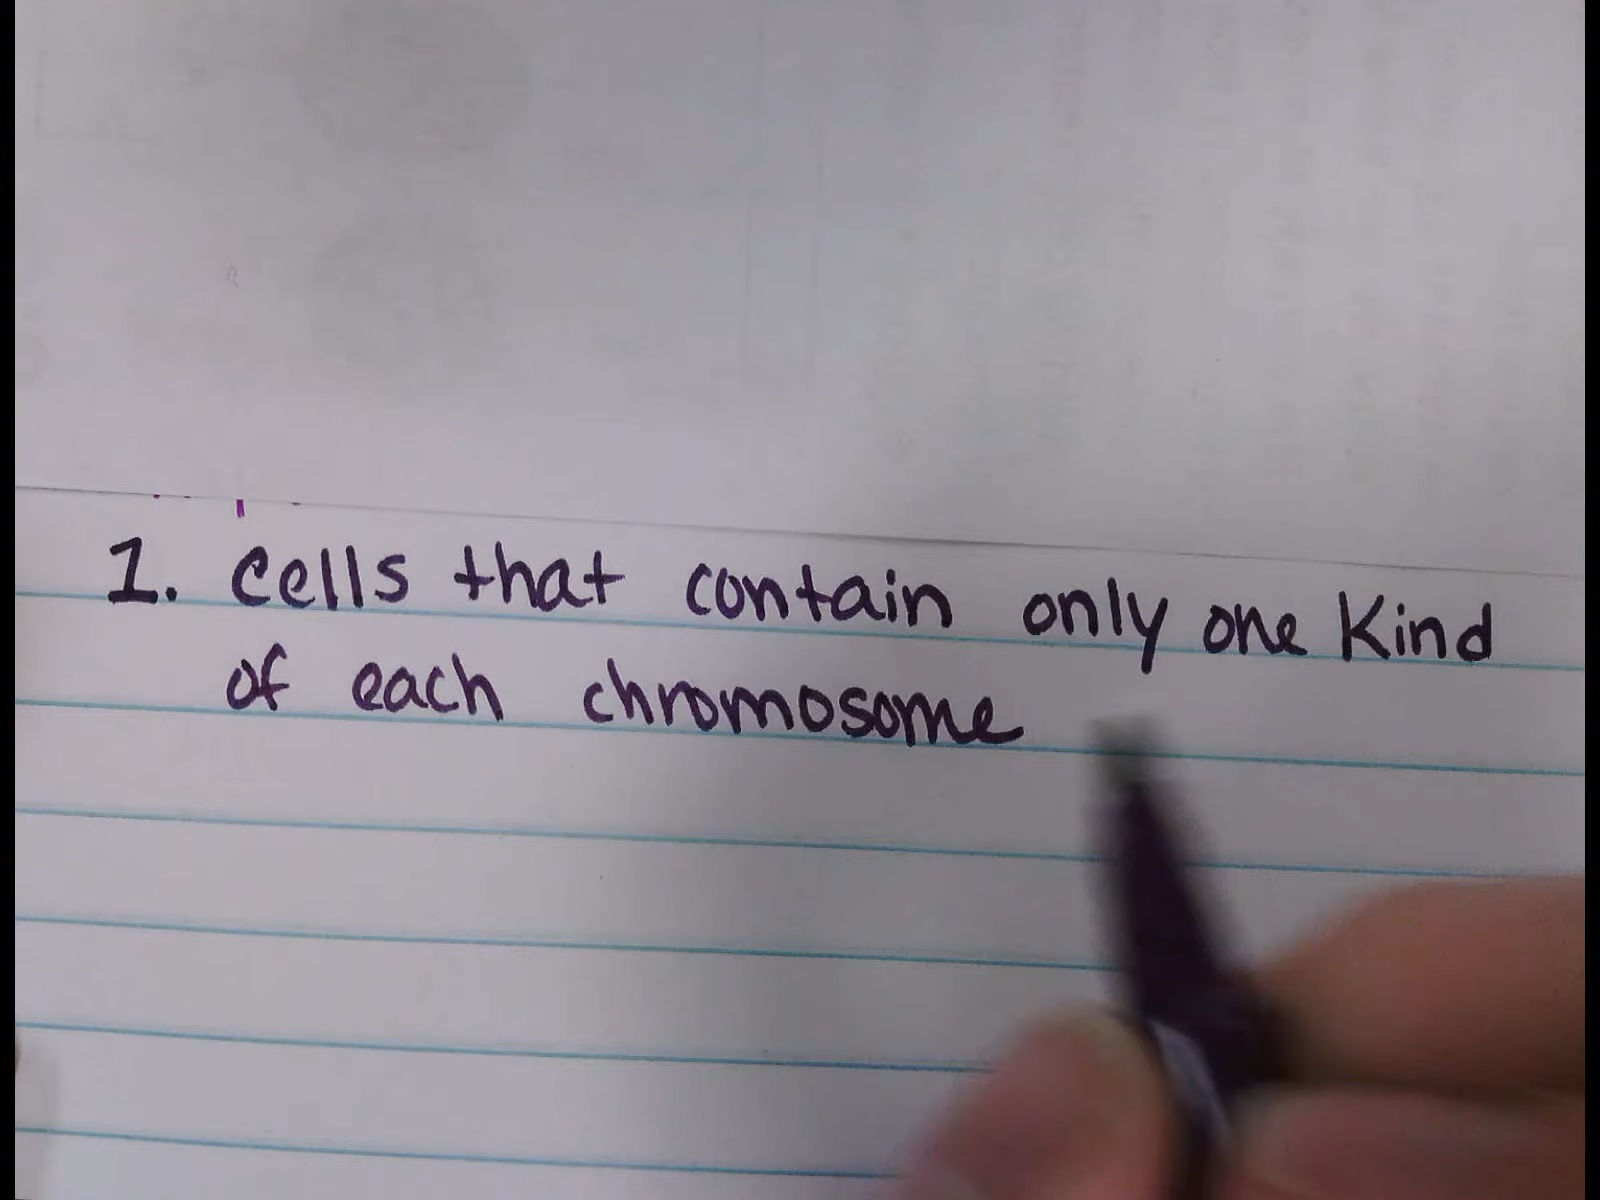 1. cells that contain only one kind
of each chromosome